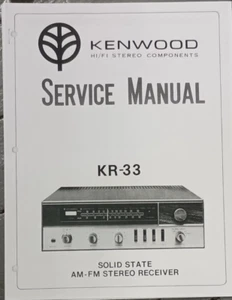 KENWOOD
HI/FI STEREO COMPONENTS
SERVICE MANUAL
KR-33
SOLID STATE
AM-FM STEREO RECEIVER